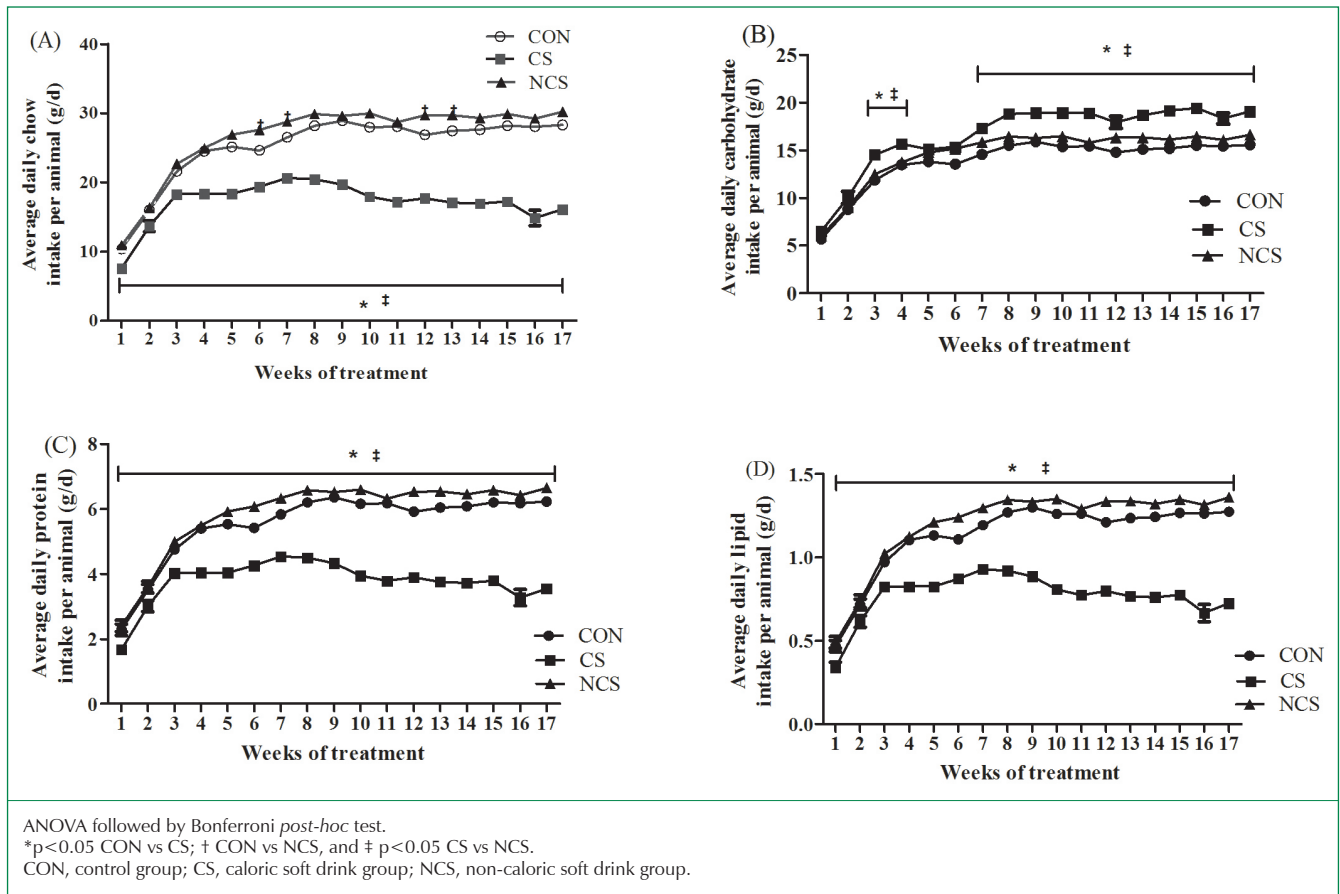 (A)
CON
CS
NCS
Average daily chow
intake per animal (g/d)
40
30
20
10
0
† † † †
* ‡
1 2 3 4 5 6 7 8 9 10 11 12 13 14 15 16 17
Weeks of treatment
(B)
Average daily carbohydrate
intake per animal (g/d)
25
20
15
10
5
0
* ‡
* ‡
CON
CS
NCS
1 2 3 4 5 6 7 8 9 10 11 12 13 14 15 16 17
Weeks of treatment
(C)
Average daily protein
intake per animal (g/d)
8
6
4
2
0
* ‡
CON
CS
NCS
1 2 3 4 5 6 7 8 9 10 11 12 13 14 15 16 17
Weeks of treatment
(D)
Average daily lipid
intake per animal (g/d)
1.5
1.0
0.5
0.0
* ‡
CON
CS
NCS
1 2 3 4 5 6 7 8 9 10 11 12 13 14 15 16 17
Weeks of treatment
ANOVA followed by Bonferroni post-hoc test.
*p<0.05 CON vs CS; † CON vs NCS, and ‡ p<0.05 CS vs NCS.
CON, control group; CS, caloric soft drink group; NCS, non-caloric soft drink group.